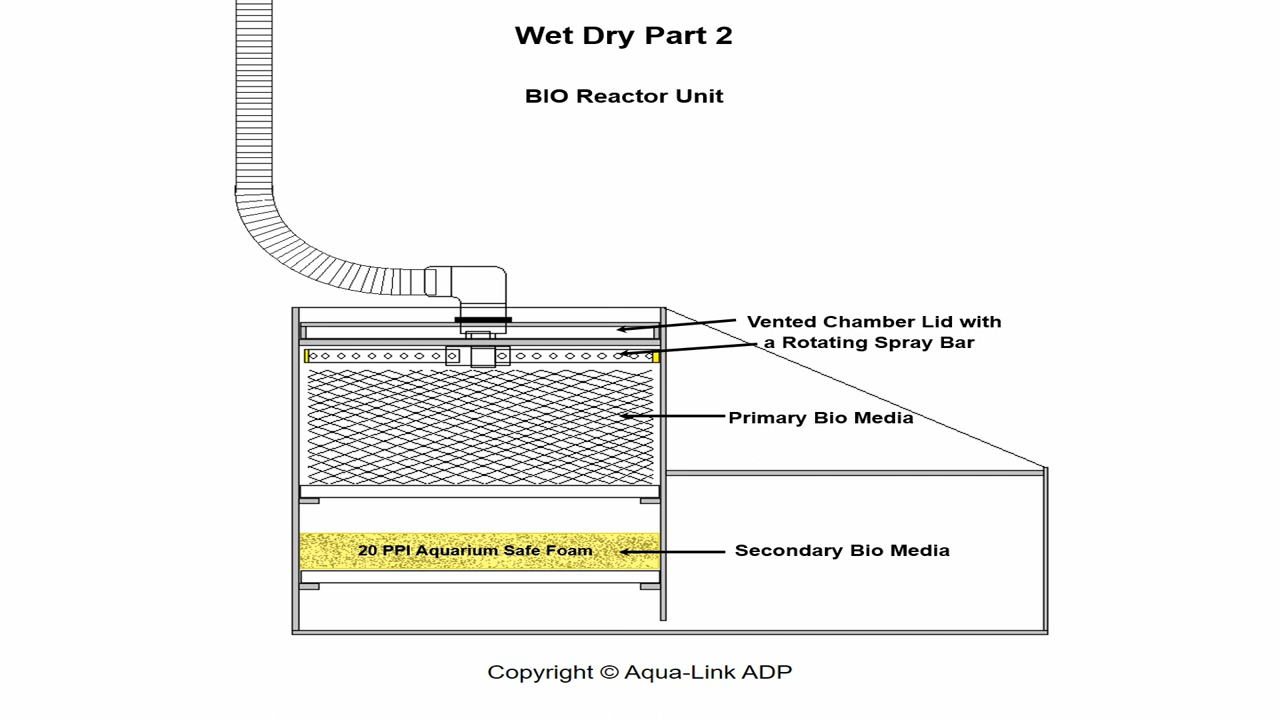 Wet Dry Part 2
BIO Reactor Unit
Vented Chamber Lid with
a Rotating Spray Bar
Primary Bio Media
20 PPI Aquarium Safe Foam
Secondary Bio Media
Copyright © Aqua-Link ADP